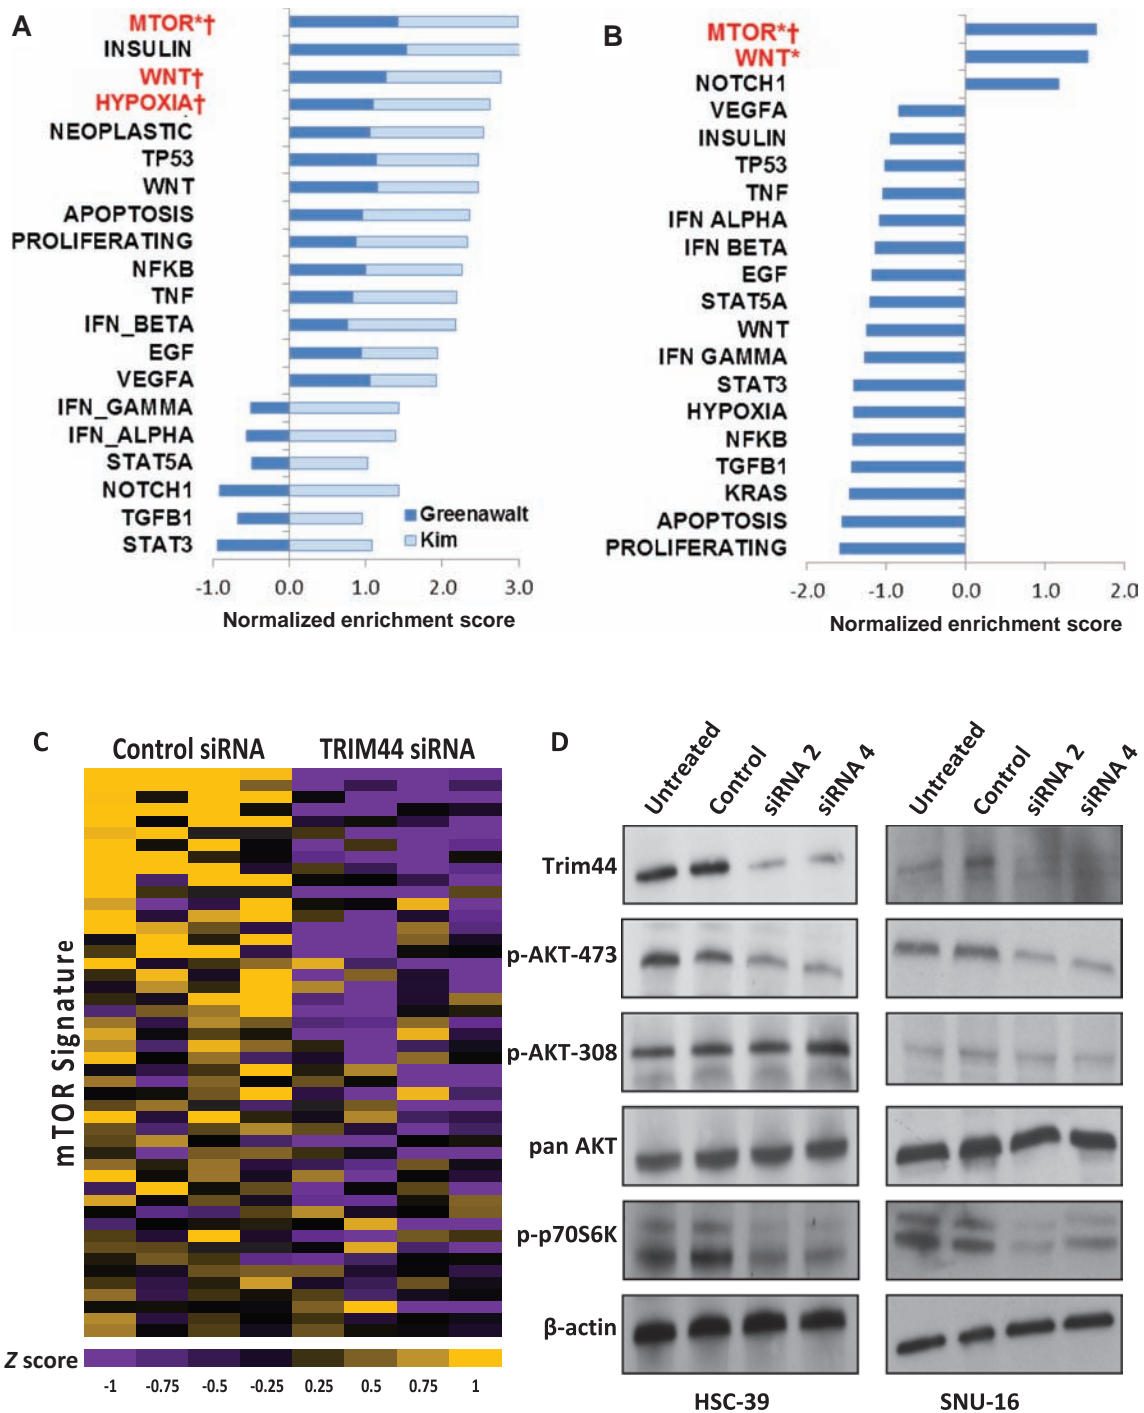 A
MTOR*†
INSULIN
WNT†
HYPOXIA†
NEOPLASTIC
TP53
WNT
APOPTOSIS
PROLIFERATING
NFKB
TNF
IFN_BETA
EGF
VEGFA
IFN_GAMMA
IFN_ALPHA
STAT5A
NOTCH1
TGFB1
STAT3
Greenawalt
Kim
-1.0 0.0 1.0 2.0 3.0
Normalized enrichment score
B
MTOR*†
WNT*
NOTCH1
VEGFA
INSULIN
TP53
TNF
IFN ALPHA
IFN BETA
EGF
STAT5A
WNT
IFN GAMMA
STAT3
HYPOXIA
NFKB
TGFB1
KRAS
APOPTOSIS
PROLIFERATING
-2.0 -1.0 0.0 1.0 2.0
Normalized enrichment score
C
Control siRNA TRIM44 siRNA
mTOR Signature
Z score
-1 -0.75 -0.5 -0.25 0.25 0.5 0.75 1
D
Untreated Control siRNA 2 siRNA 4 Untreated Control siRNA 2 siRNA 4
Trim44
p-AKT-473
p-AKT-308
pan AKT
p-p70S6K
β-actin
HSC-39 SNU-16